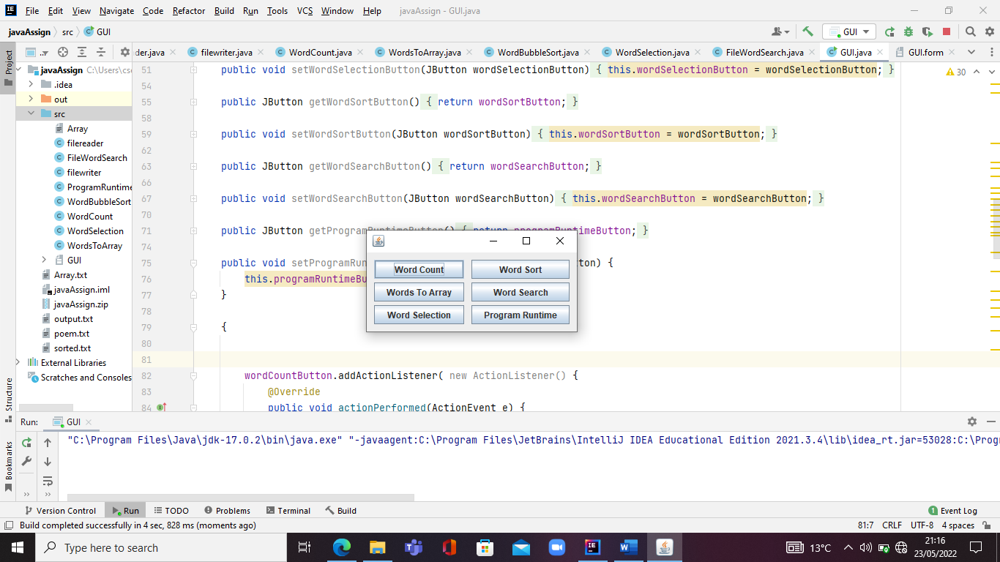 File Edit View Navigate Code Refactor Build Run Tools VCS Window Help javaAssign - GUI.java
javaAssign src GUI GUI
Project
.. der.java filewriter.java WordCount.java WordsToArray.java WordBubbleSort.java WordSelection.java FileWordSearch.java GUI.java GUI.form
javaAssign C:\Users\cs
.idea
out
src
Array
filereader
FileWordSearch
filewriter
ProgramRuntime
WordBubbleSort
WordCount
WordSelection
WordsToArray
GUI
Array.txt
javaAssign.iml
javaAssign.zip
output.txt
poem.txt
sorted.txt
External Libraries
Scratches and Consoles
51 public void setWordSelectionButton(JButton wordSelectionButton) { this.wordSelectionButton = wordSelectionButton; }
30
54
55 public JButton getWordSortButton() { return wordSortButton; }
58
59 public void setWordSortButton(JButton wordSortButton) { this.wordSortButton = wordSortButton; }
62
63 public JButton getWordSearchButton() { return wordSearchButton; }
66
67 public void setWordSearchButton(JButton wordSearchButton) { this.wordSearchButton = wordSearchButton; }
70
71 public JButton getProgramRuntimeButton() { return programRuntimeButton; }
74
75 public void setProgramRun tton) {
76 this.programRuntimeBu
77 }
78
79 {
80
81
82 wordCountButton.addActionListener( new ActionListener() {
83 @Override
84 public void actionPerformed(ActionEvent e) {
Word Count Word Sort
Words To Array Word Search
Word Selection Program Runtime
Structure
Bookmarks
Run: GUI
"C:\Program Files\Java\jdk-17.0.2\bin\java.exe" "-javaagent:C:\Program Files\JetBrains\IntelliJ IDEA Educational Edition 2021.3.4\lib\idea_rt.jar=53028:C:\Prog
Version Control Run TODO Problems Terminal Build 1 Event Log
Build completed successfully in 4 sec, 828 ms (moments ago) 81:7 CRLF UTF-8 4 spaces
Type here to search 13°C 21:16
23/05/2022